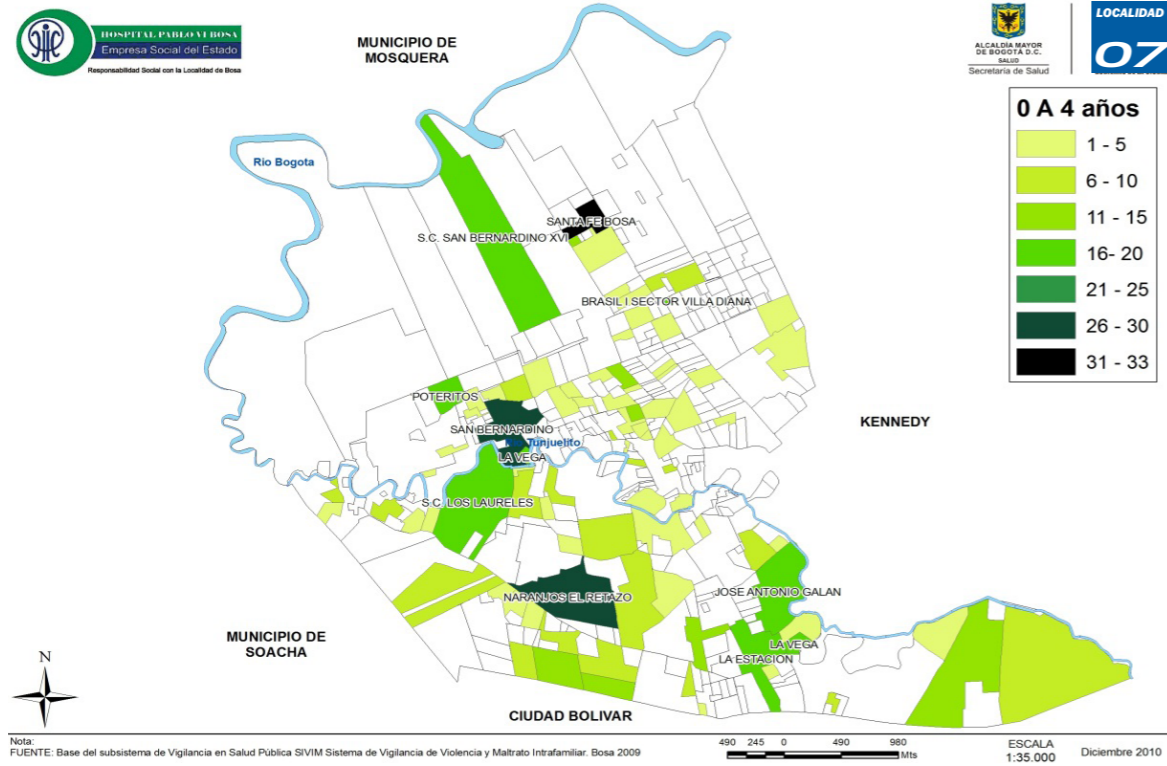 HOSPITAL PABLO VI BOSA
Empresa Social del Estado
Responsabilidad Social con la Localidad de Bosa
MUNICIPIO DE
MOSQUERA
ALCALDÍA MAYOR
DE BOGOTÁ D.C.
SALUD
Secretaría de Salud
LOCALIDAD
07
0 A 4 años
1 - 5
6 - 10
11 - 15
16- 20
21 - 25
26 - 30
31 - 33
Rio Bogota
SANTA FE BOSA
S.C. SAN BERNARDINO XVI
BRASIL I SECTOR VILLA DIANA
POTERITOS
KENNEDY
SAN BERNARDINO
Tunjuelito
LA VEGA
S.C. LOS LAURELES
NARANJOS EL RETAZO
JOSE ANTONIO GALAN
MUNICIPIO DE
SOACHA
LA VEGA
LA ESTACION
N
CIUDAD BOLIVAR
Nota:
FUENTE: Base del subsistema de Vigilancia en Salud Pública SIVIM Sistema de Vigilancia de Violencia y Maltrato Intrafamiliar. Bosa 2009
490 245 0 490 980
Mts
ESCALA
1:35.000
Diciembre 2010